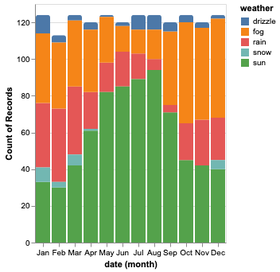 weather
drizzle
fog
rain
snow
sun
120
100
80
60
40
20
0
Count of Records
Jan Feb Mar Apr May Jun Jul Aug Sep Oct Nov Dec
date (month)